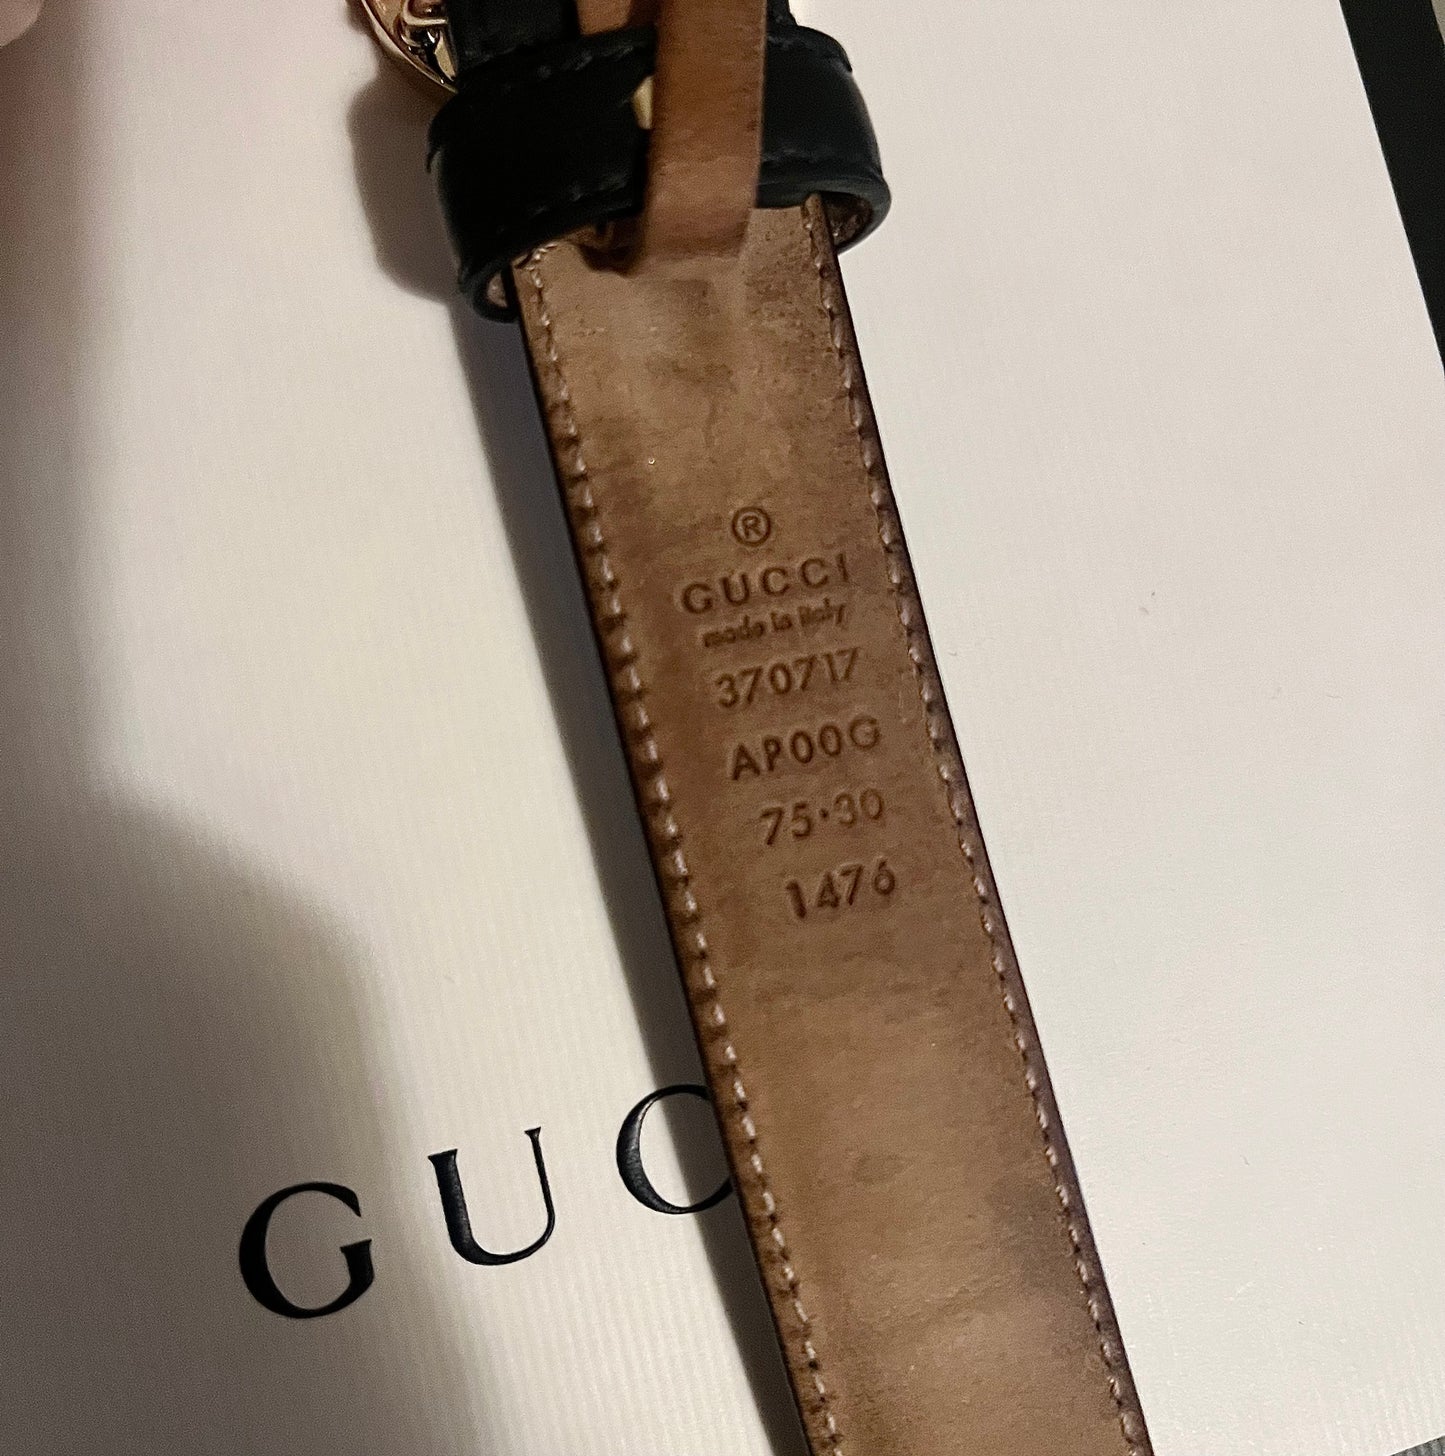 ®
GUCCI
made in italy
370717
AP00G
75·30
1476
GUC